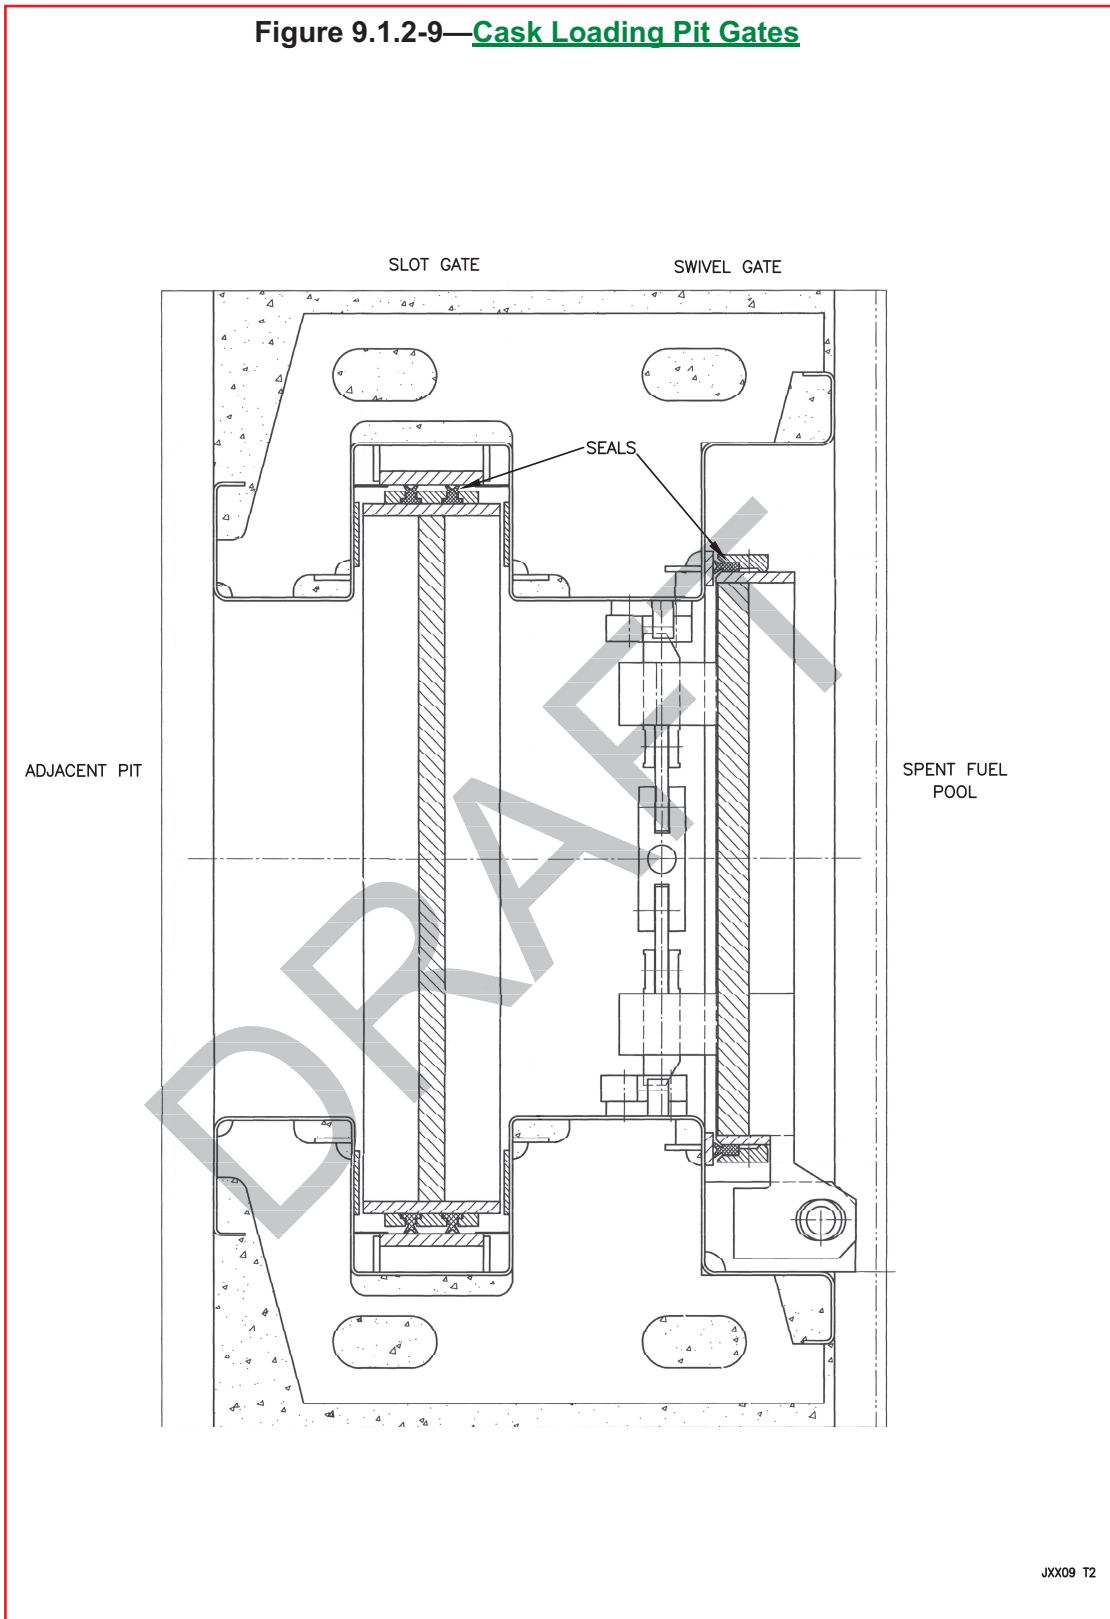 Figure 9.1.2-9—Cask Loading Pit Gates
SLOT GATE
SWIVEL GATE
SEALS
ADJACENT PIT
SPENT FUEL
POOL
DRAFT
JXX09 T2